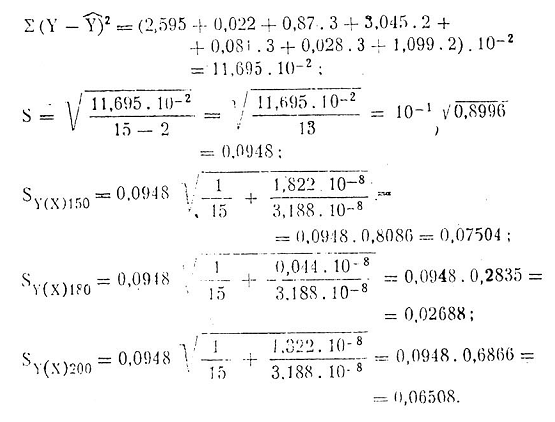 Σ (Y − Ŷ)² = (2,595 + 0,022 + 0,87 . 3 + 3,045 . 2 +
+ 0,081 . 3 + 0,028 . 3 + 1,099 . 2) . 10⁻²
= 11,695 . 10⁻² ;
S = √(11,695 . 10⁻² / 15 − 2) = √(11,695 . 10⁻² / 13) = 10⁻¹ √0,8996 ,
= 0,0948 ;
S_Y(X)150 = 0,0948 √(1/15 + 1,822 . 10⁻⁸ / 3,188 . 10⁻⁸) =
= 0,0948 . 0,8086 = 0,07504 ;
S_Y(X)180 = 0,0948 √(1/15 + 0,044 . 10⁻⁸ / 3,188 . 10⁻⁸) = 0,0948 . 0,2835 =
= 0,02688 ;
S_Y(X)200 = 0,0948 √(1/15 + 1,322 . 10⁻⁸ / 3,188 . 10⁻⁸) = 0,0948 . 0,6866 =
= 0,06508.